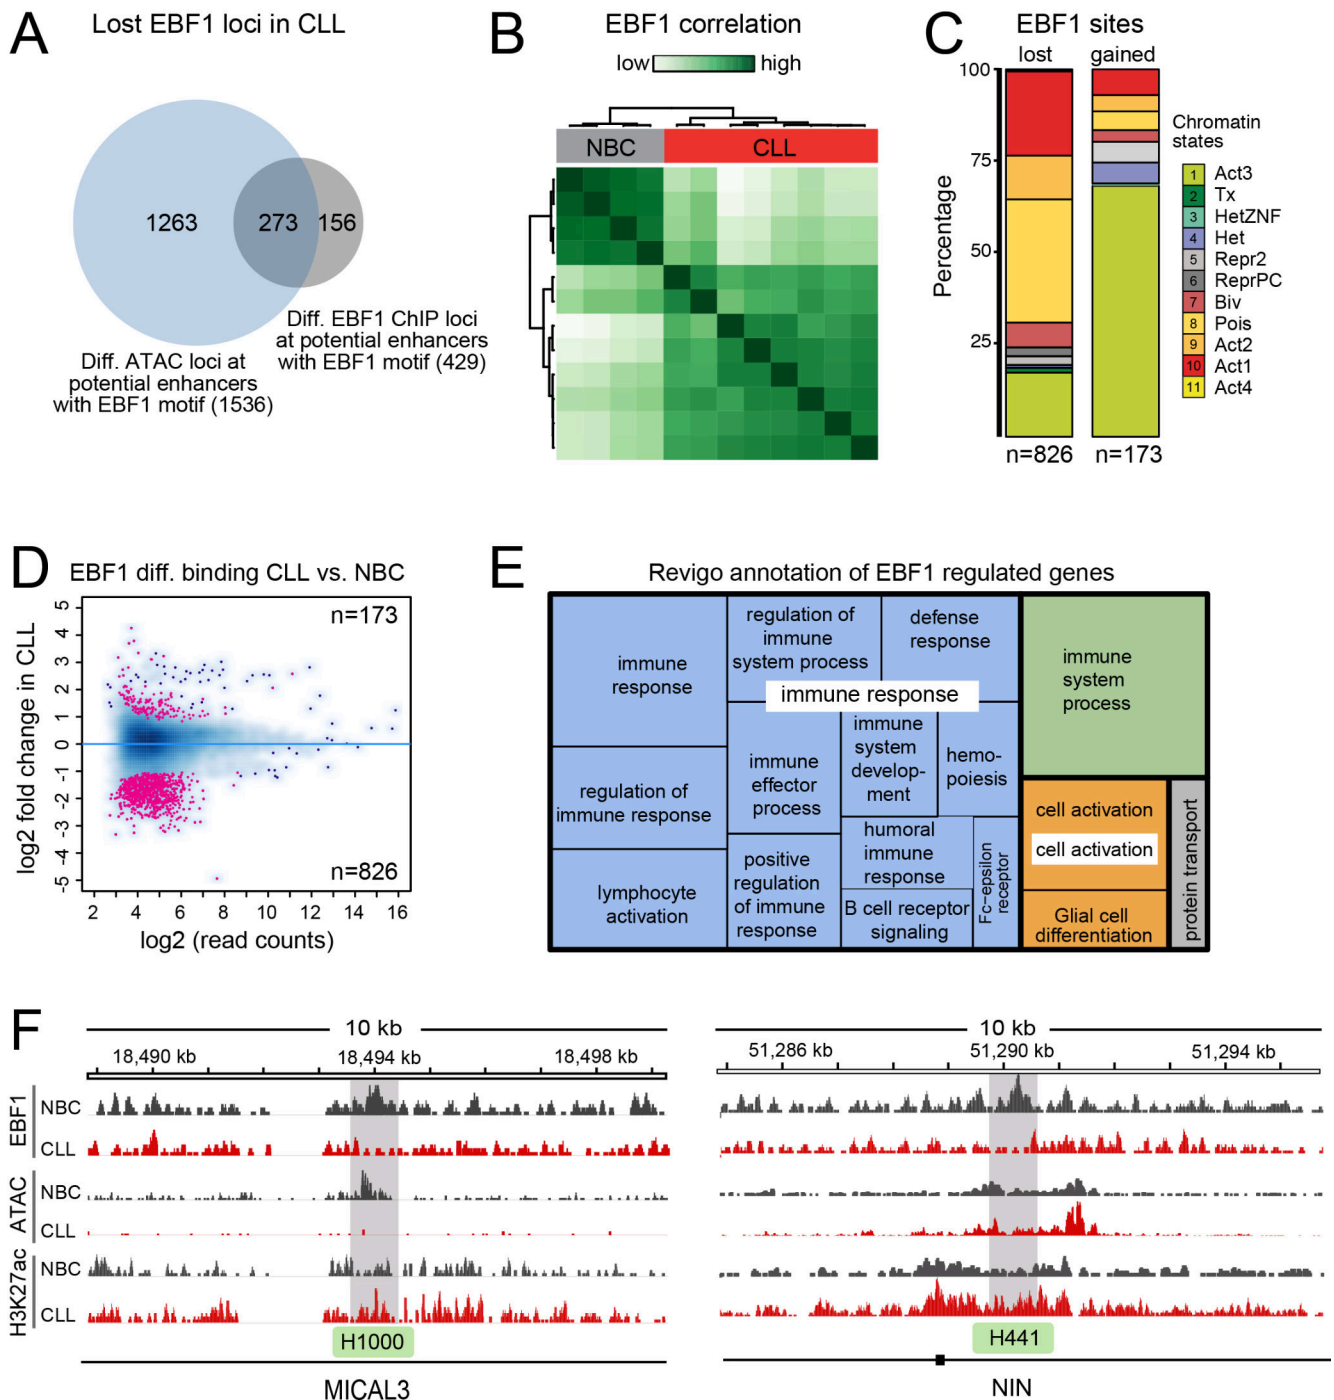 A
Lost EBF1 loci in CLL
1263
273
156
Diff. ATAC loci at
potential enhancers
with EBF1 motif (1536)
Diff. EBF1 ChIP loci
at potential enhancers
with EBF1 motif (429)
B
EBF1 correlation
low
high
NBC
CLL
C
EBF1 sites
lost
gained
100
75
50
25
Percentage
n=826
n=173
Chromatin
states
1 Act3
2 Tx
3 HetZNF
4 Het
5 Repr2
6 ReprPC
7 Biv
8 Pois
9 Act2
10 Act1
11 Act4
D
EBF1 diff. binding CLL vs. NBC
n=173
n=826
log2 fold change in CLL
5
4
3
2
1
0
-1
-2
-3
-4
-5
2 4 6 8 10 12 14 16
log2 (read counts)
E
Revigo annotation of EBF1 regulated genes
immune
response
regulation of
immune
system process
defense
response
immune response
regulation of
immune response
immune
effector
process
immune
system
develop-
ment
hemo-
poiesis
lymphocyte
activation
positive
regulation
of immune
response
humoral
immune
response
B cell receptor
signaling
Fc-epsilon
receptor
immune
system
process
cell activation
cell activation
Glial cell
differentiation
protein transport
F
10 kb
18,490 kb
18,494 kb
18,498 kb
EBF1
NBC
CLL
ATAC
NBC
CLL
H3K27ac
NBC
CLL
H1000
MICAL3
10 kb
51,286 kb
51,290 kb
51,294 kb
H441
NIN